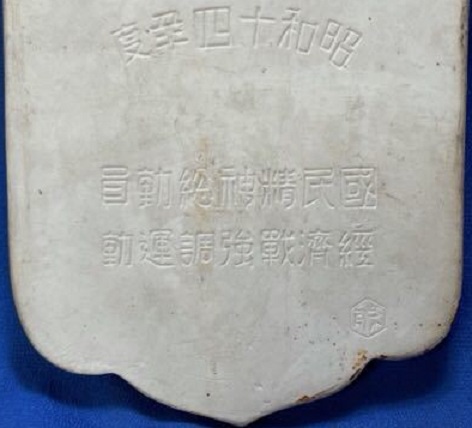 昭和十四年度
國民精神総動員
經濟戰強調運動